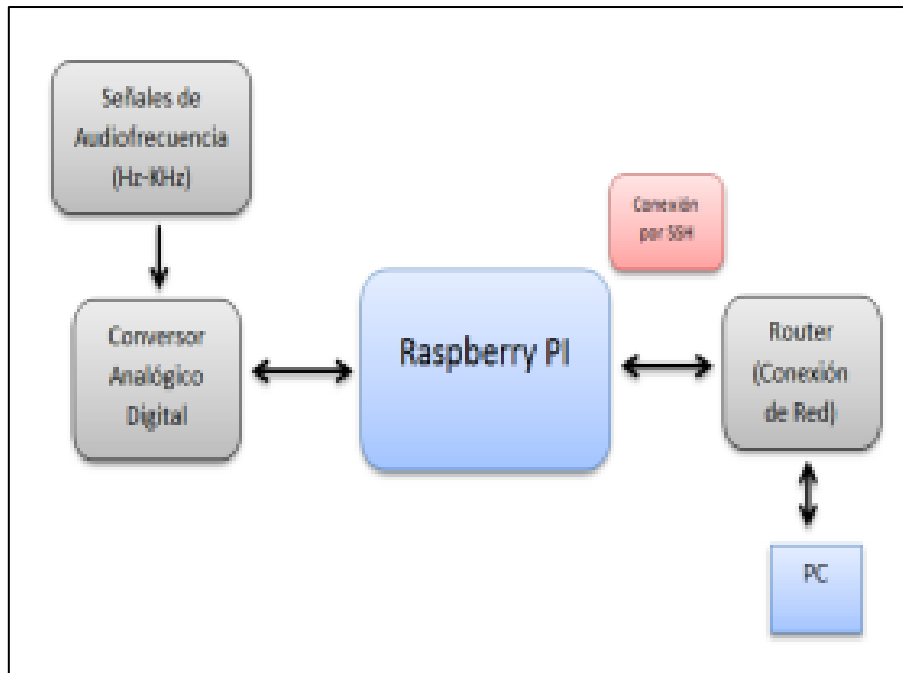 Señales de
Audiofrecuencia
(Hz-KHz)
Conexión
por SSH
Conversor
Analógico
Digital
Raspberry PI
Router
(Conexión
de Red)
PC